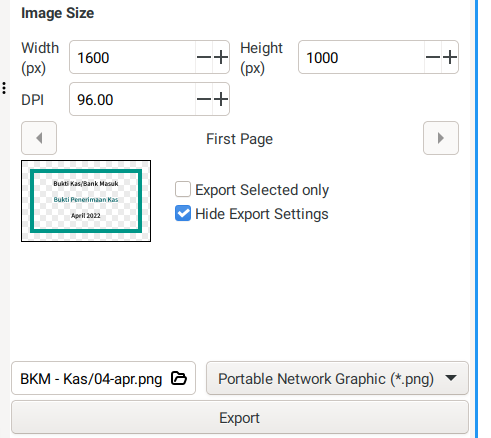 Image Size
Width (px) 1600 Height (px) 1000
DPI 96.00
First Page
Bukti Kas/Bank Masuk
Bukti Penerimaan Kas
April 2022
Export Selected only
Hide Export Settings
BKM - Kas/04-apr.png Portable Network Graphic (*.png)
Export